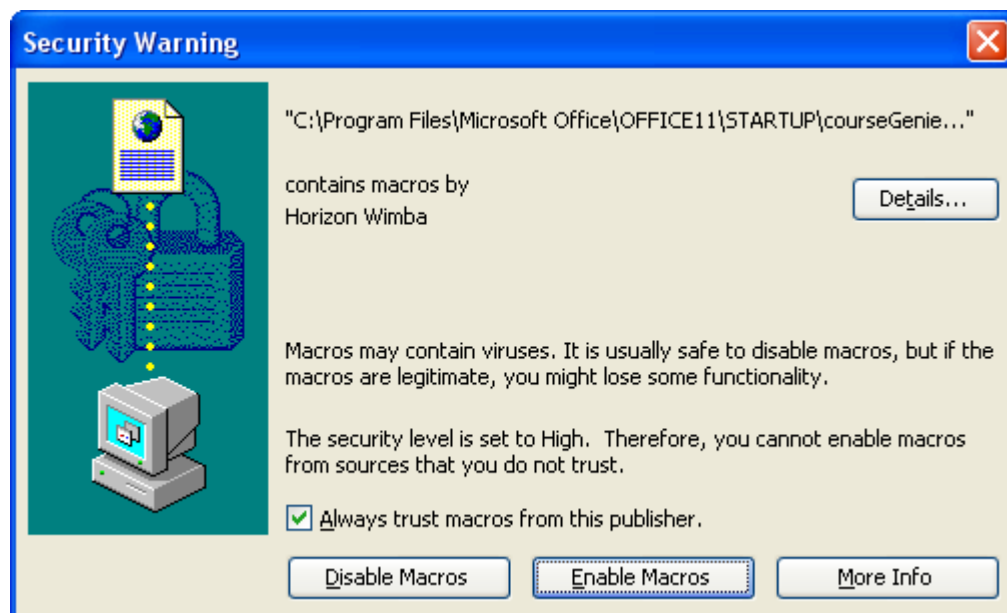 Security Warning
"C:\Program Files\Microsoft Office\OFFICE11\STARTUP\courseGenie..."
contains macros by
Horizon Wimba
Details...
Macros may contain viruses. It is usually safe to disable macros, but if the
macros are legitimate, you might lose some functionality.
The security level is set to High.  Therefore, you cannot enable macros
from sources that you do not trust.
Always trust macros from this publisher.
Disable Macros
Enable Macros
More Info